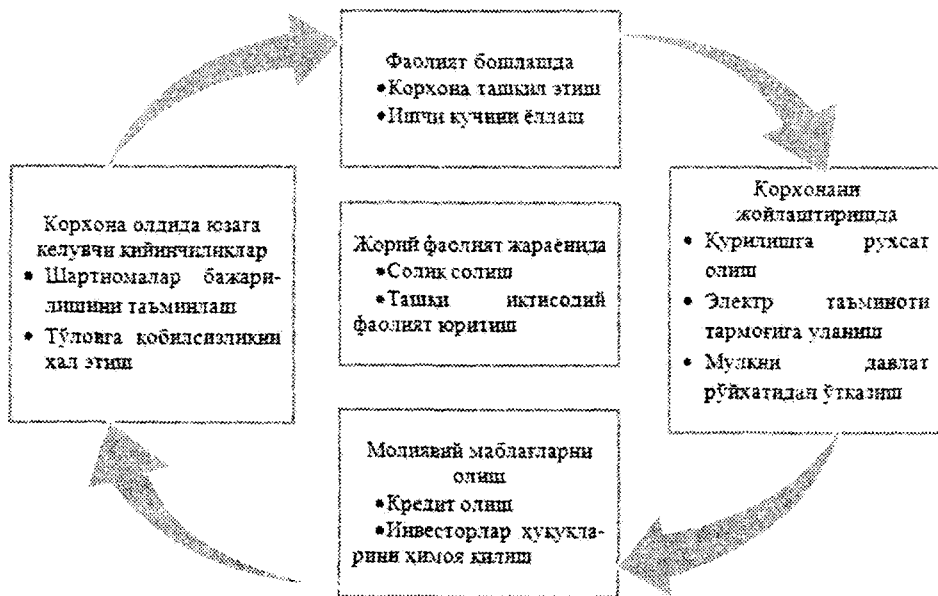 Фаолият бошлашда
•Корхона ташкил этиш
•Ишчи кучини ёллаш
Корхонани
жойлаштиришда
• Қурилишга рухсат
олиш
• Электр таъминоти
тармоғига уланиш
• Мулкни давлат
рўйхатидан ўтказиш
Корхона олдида юзага
келувчи кийинчиликлар
• Шартномалар бажари-
лишини таъминлаш
• Тўловга қобилсизликни
хал этиш
Жорий фаолият жараёнида
•Солиқ солиш
•Ташқи иқтисодий
фаолият юритиш
Молиявий маблағларни
олиш
•Кредит олиш
•Инвесторлар ҳуқуқла-
рини ҳимоя қилиш